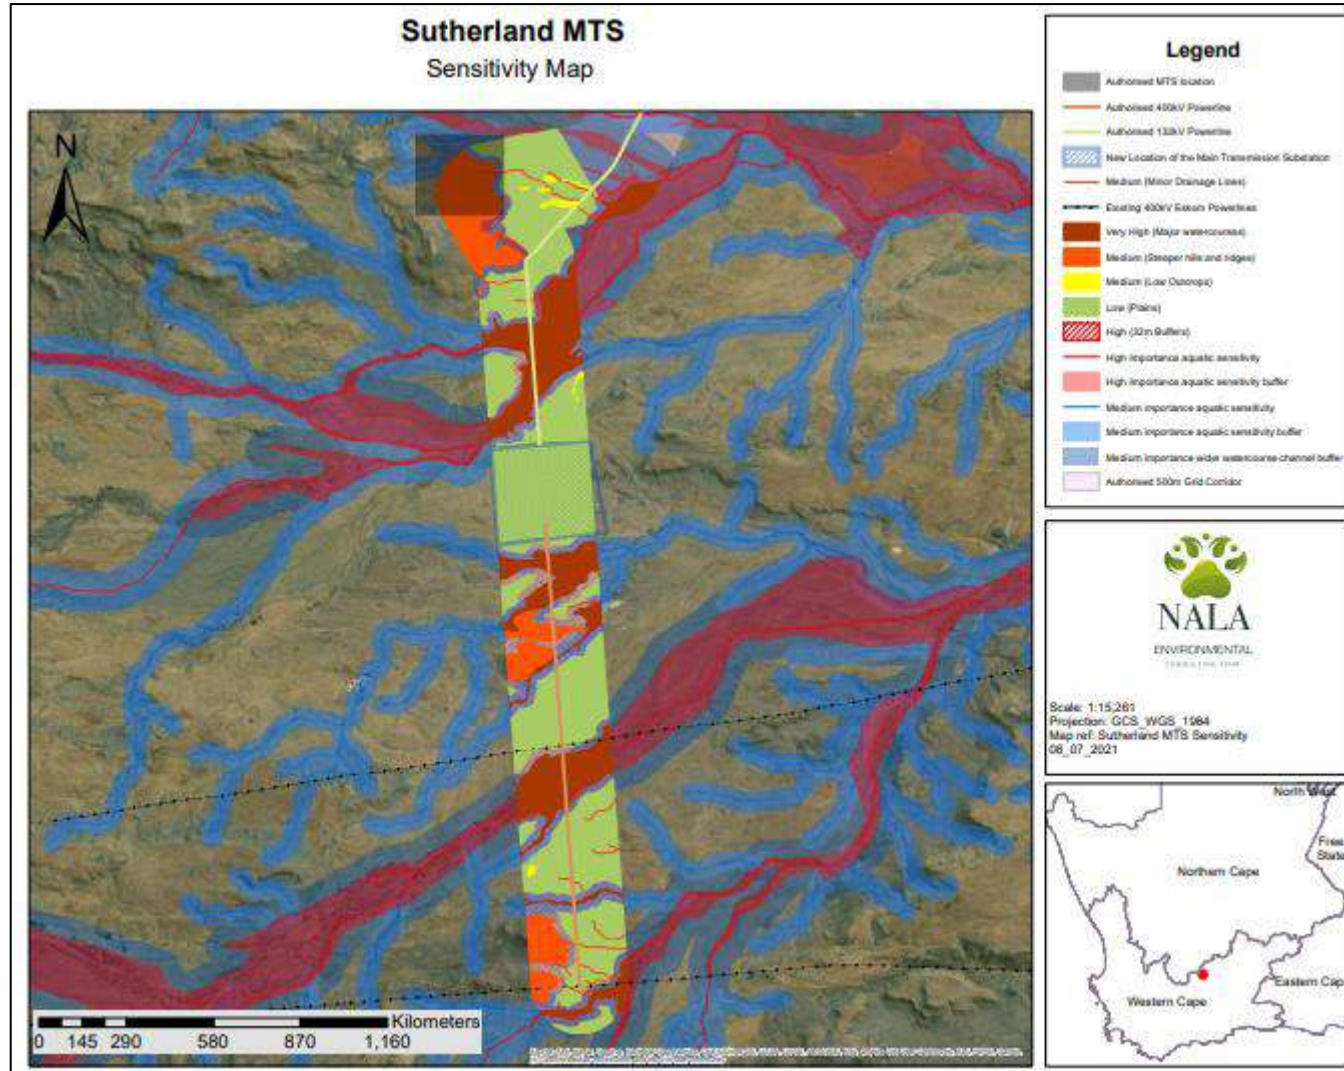 Sutherland MTS
Sensitivity Map
N
Kilometers
0 145 290 580 870 1,160
Legend
Authorised MTS location
Authorised 400kV Powerline
Authorised 132kV Powerline
New Location of the Main Transmission Substation
Medium (Minor Drainage Lines)
Existing 400kV Eskom Powerlines
Very High (Major watercourses)
Medium (Steeper hills and ridges)
Medium (Low Outcrops)
Low (Plains)
High (32m Buffers)
High importance aquatic sensitivity
High importance aquatic sensitivity buffer
Medium importance aquatic sensitivity
Medium importance aquatic sensitivity buffer
Medium importance wider watercourse channel buffer
Authorised 500m Grid Corridor
NALA
ENVIRONMENTAL
Scale: 1:15,261
Projection: GCS_WGS_1984
Map ref: Sutherland MTS Sensitivity
08_07_2021
North West
Free
State
Northern Cape
Western Cape
Eastern Cap